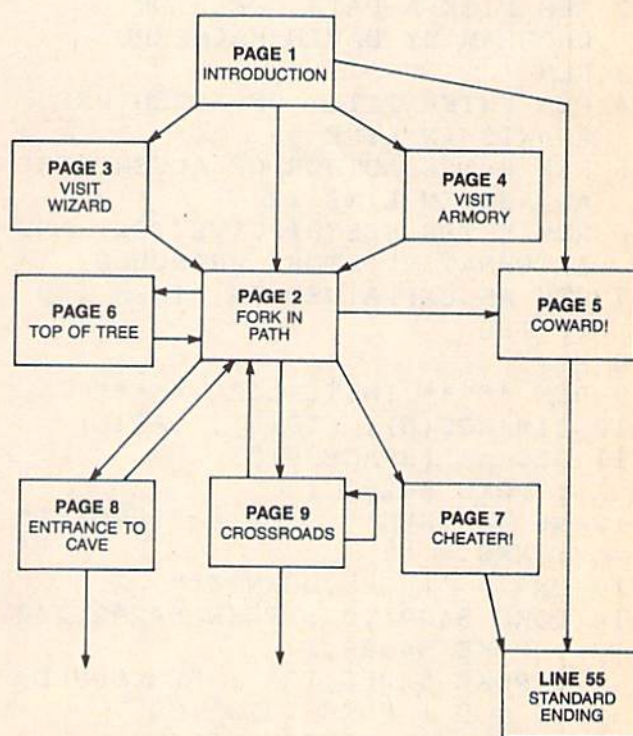 PAGE 1
INTRODUCTION
PAGE 3
VISIT
WIZARD
PAGE 4
VISIT
ARMORY
PAGE 6
TOP OF TREE
PAGE 2
FORK IN
PATH
PAGE 5
COWARD!
PAGE 8
ENTRANCE TO
CAVE
PAGE 9
CROSSROADS
PAGE 7
CHEATER!
LINE 55
STANDARD
ENDING